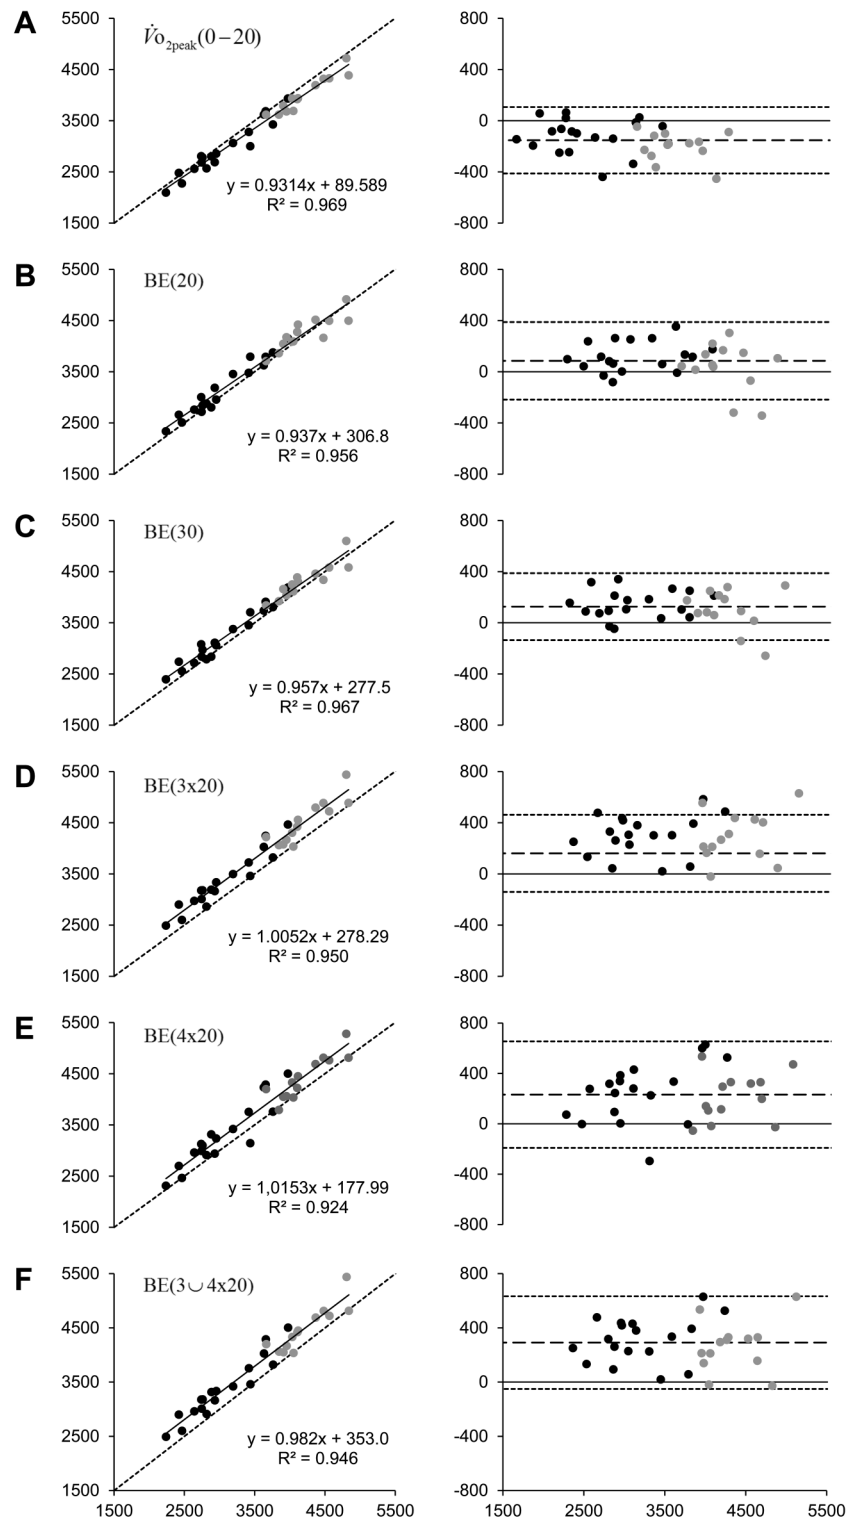 A
V̇o2peak(0−20)
5500
4500
3500
2500
1500
y = 0.9314x + 89.589
R² = 0.969
800
400
0
-400
-800
B
BE(20)
5500
4500
3500
2500
1500
y = 0.937x + 306.8
R² = 0.956
800
400
0
-400
-800
C
BE(30)
5500
4500
3500
2500
1500
y = 0.957x + 277.5
R² = 0.967
800
400
0
-400
-800
D
BE(3x20)
5500
4500
3500
2500
1500
y = 1.0052x + 278.29
R² = 0.950
800
400
0
-400
-800
E
BE(4x20)
5500
4500
3500
2500
1500
y = 1,0153x + 177.99
R² = 0.924
800
400
0
-400
-800
F
BE(3∪4x20)
5500
4500
3500
2500
1500
y = 0.982x + 353.0
R² = 0.946
1500 2500 3500 4500 5500
800
400
0
-400
-800
1500 2500 3500 4500 5500